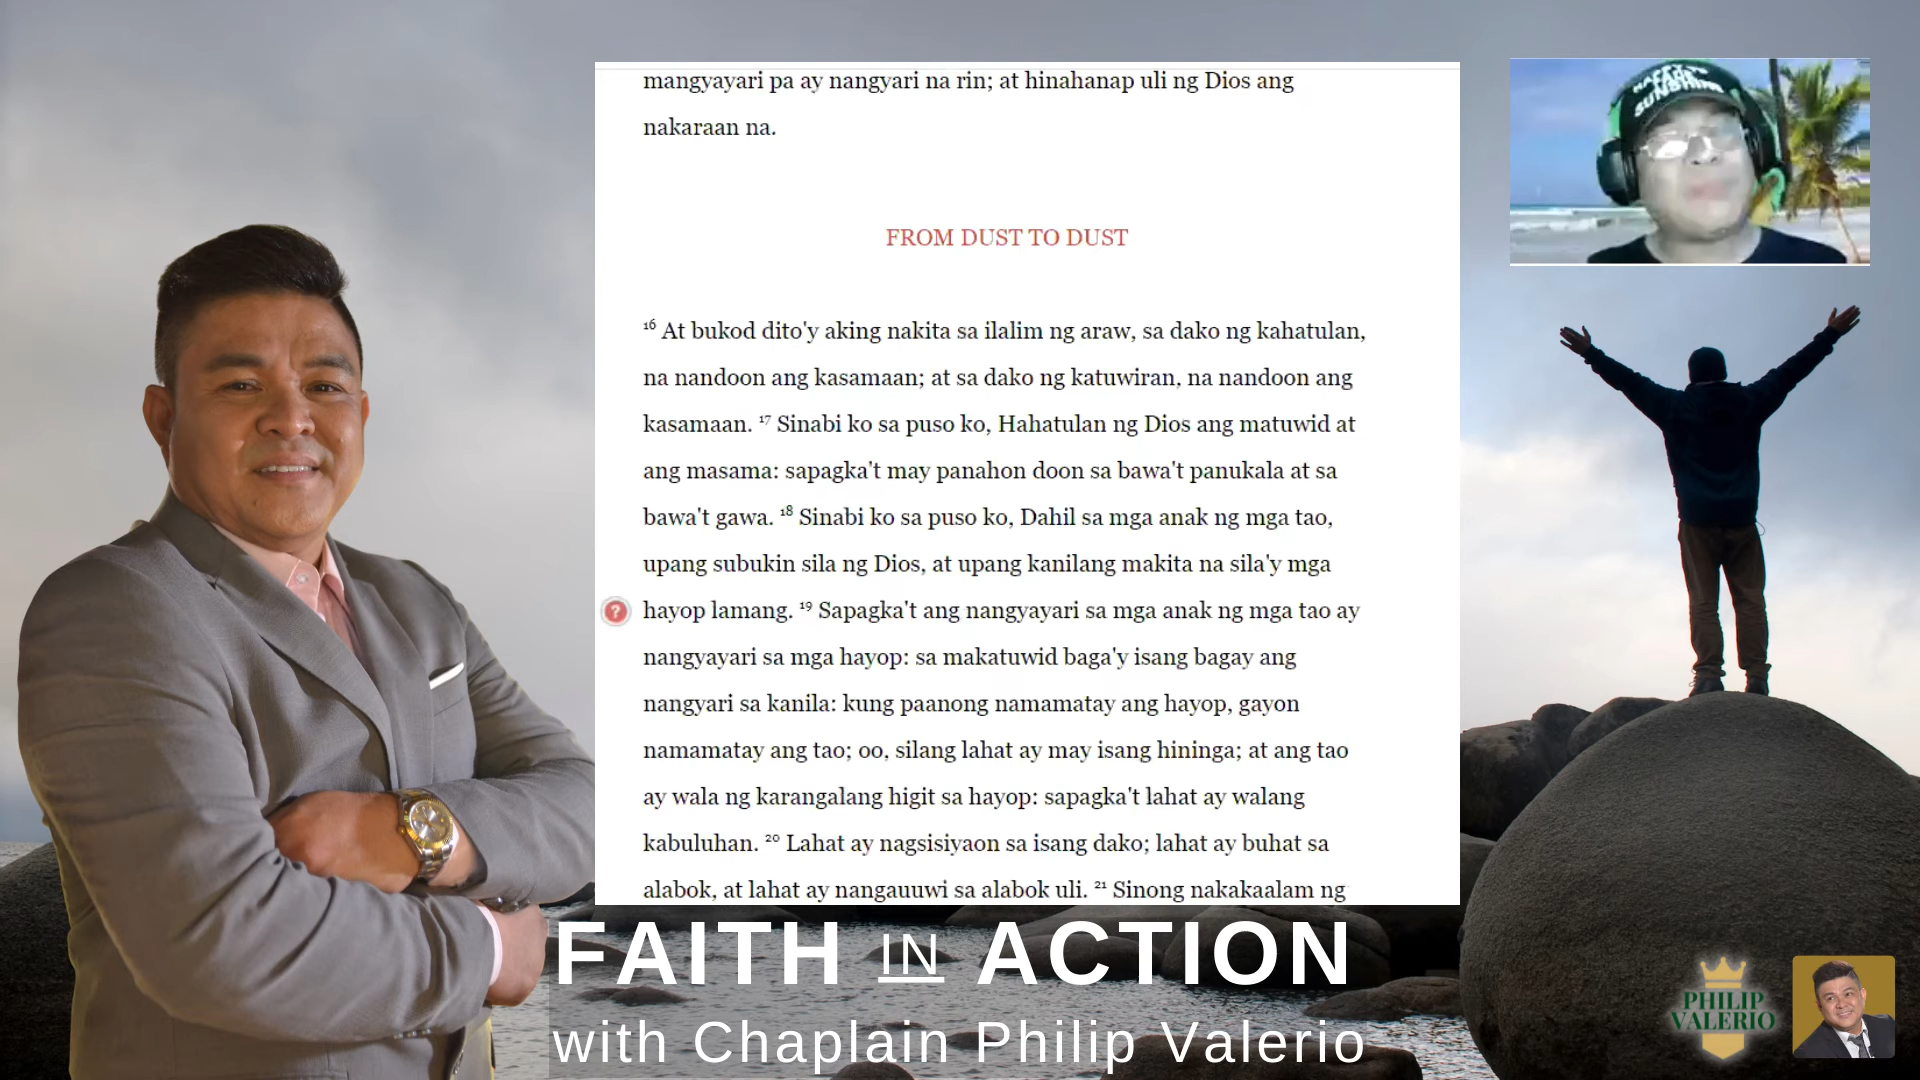 mangyayari pa ay nangyari na rin; at hinahanap uli ng Dios ang
nakaraan na.
FROM DUST TO DUST
16 At bukod dito'y aking nakita sa ilalim ng araw, sa dako ng kahatulan,
na nandoon ang kasamaan; at sa dako ng katuwiran, na nandoon ang
kasamaan. 17 Sinabi ko sa puso ko, Hahatulan ng Dios ang matuwid at
ang masama: sapagka't may panahon doon sa bawa't panukala at sa
bawa't gawa. 18 Sinabi ko sa puso ko, Dahil sa mga anak ng mga tao,
upang subukin sila ng Dios, at upang kanilang makita na sila'y mga
hayop lamang. 19 Sapagka't ang nangyayari sa mga anak ng mga tao ay
nangyayari sa mga hayop: sa makatuwid baga'y isang bagay ang
nangyari sa kanila: kung paanong namamatay ang hayop, gayon
namamatay ang tao; oo, silang lahat ay may isang hininga; at ang tao
ay wala ng karangalang higit sa hayop: sapagka't lahat ay walang
kabuluhan. 20 Lahat ay nagsisiyaon sa isang dako; lahat ay buhat sa
alabok, at lahat ay nangauuwi sa alabok uli. 21 Sinong nakakaalam ng
?
SUNSHINE
FAITH IN ACTION
with Chaplain Philip Valerio
PHILIP
VALERIO